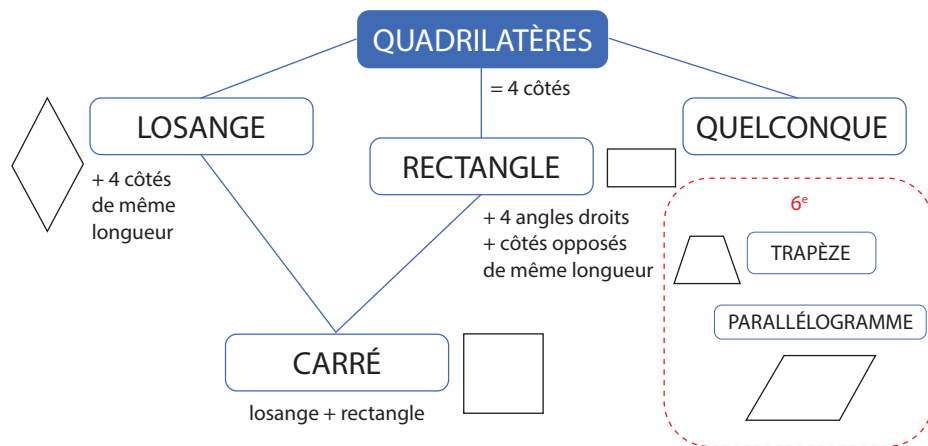 QUADRILATÈRES
= 4 côtés
LOSANGE
+ 4 côtés
de même
longueur
RECTANGLE
+ 4 angles droits
+ côtés opposés
de même longueur
QUELCONQUE
6e
TRAPÈZE
PARALLÉLOGRAMME
CARRÉ
losange + rectangle